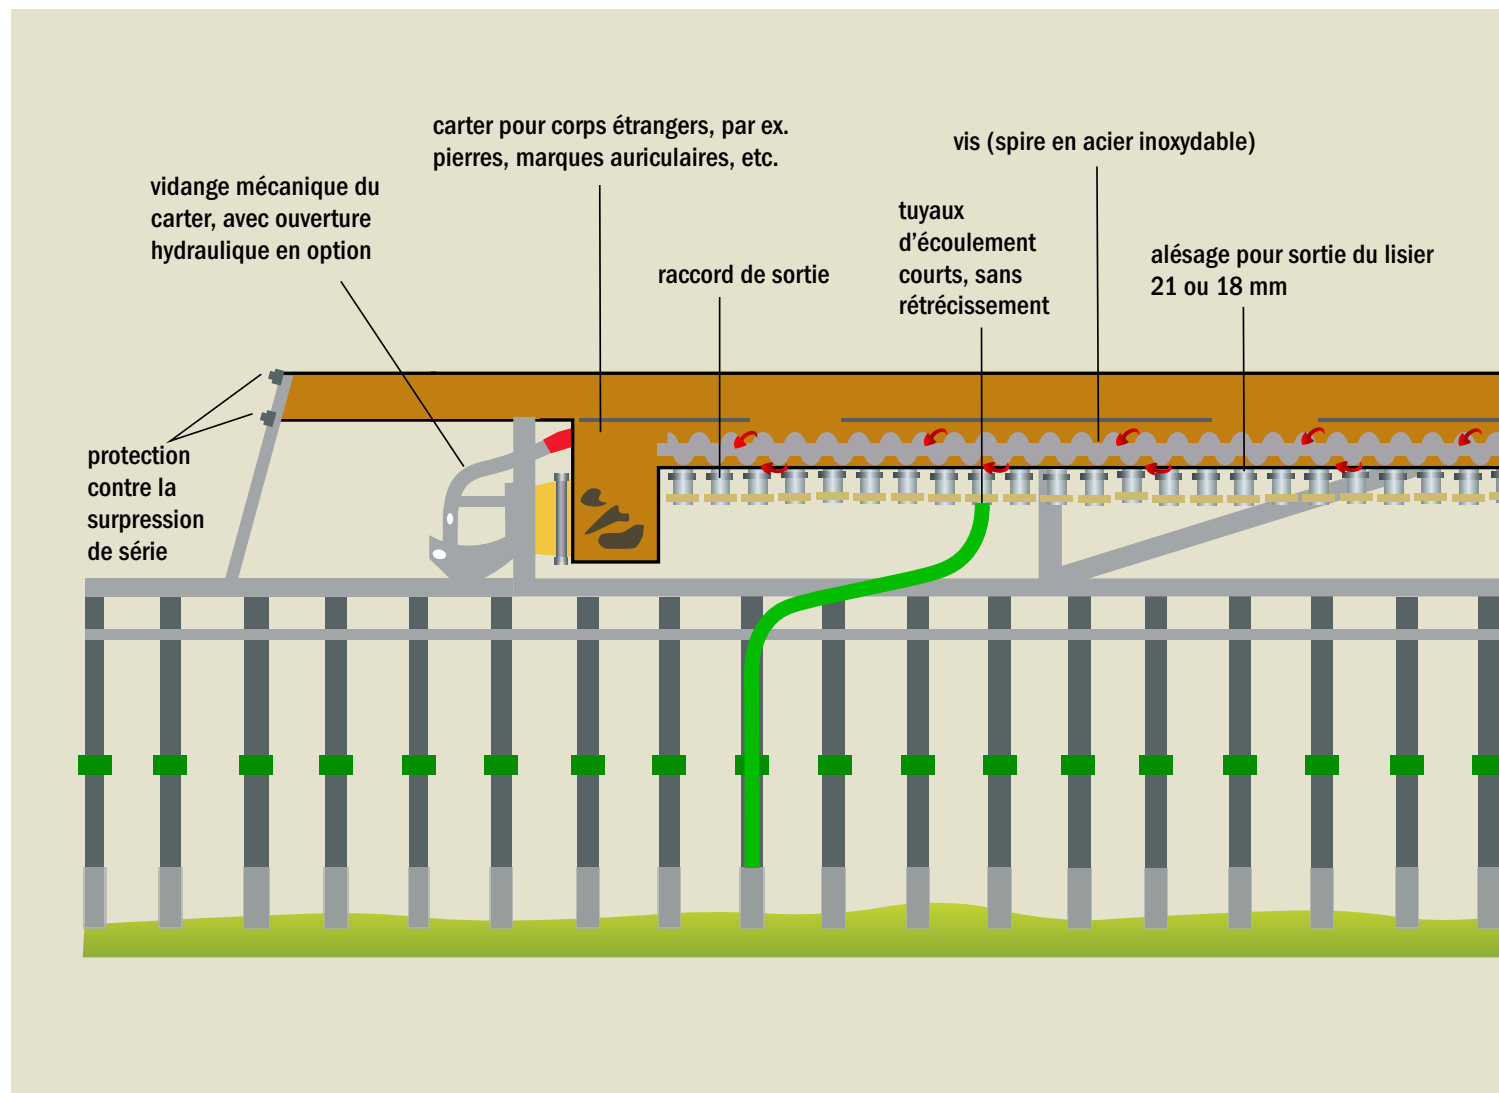 carter pour corps étrangers, par ex.
pierres, marques auriculaires, etc.
vis (spire en acier inoxydable)
vidange mécanique du
carter, avec ouverture
hydraulique en option
tuyaux
d’écoulement
courts, sans
rétrécissement
raccord de sortie
alésage pour sortie du lisier
21 ou 18 mm
protection
contre la
surpression
de série